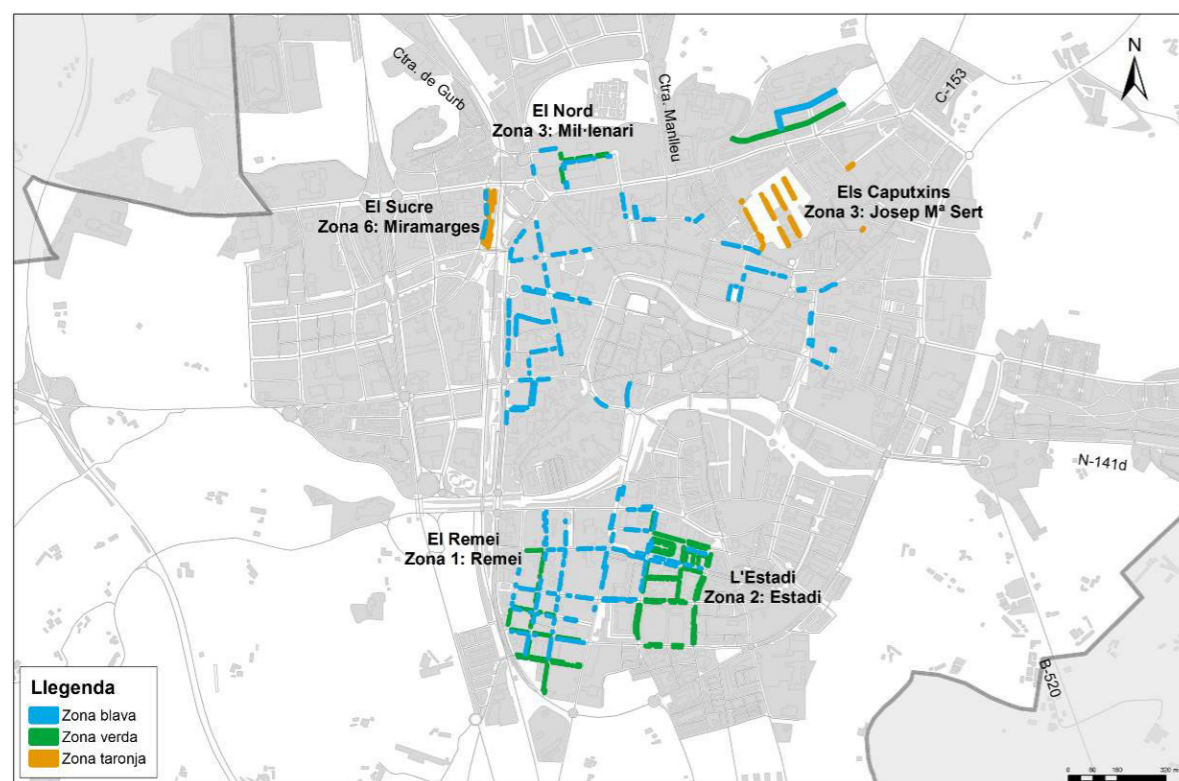 Ctra. de Gurb
Ctra. Manlleu
C-153
N
El Nord
Zona 3: Mil·lenari
El Sucre
Zona 6: Miramarges
Els Caputxins
Zona 3: Josep Mª Sert
N-141d
El Remei
Zona 1: Remei
L'Estadi
Zona 2: Estadi
B-520
Llegenda
Zona blava
Zona verda
Zona taronja